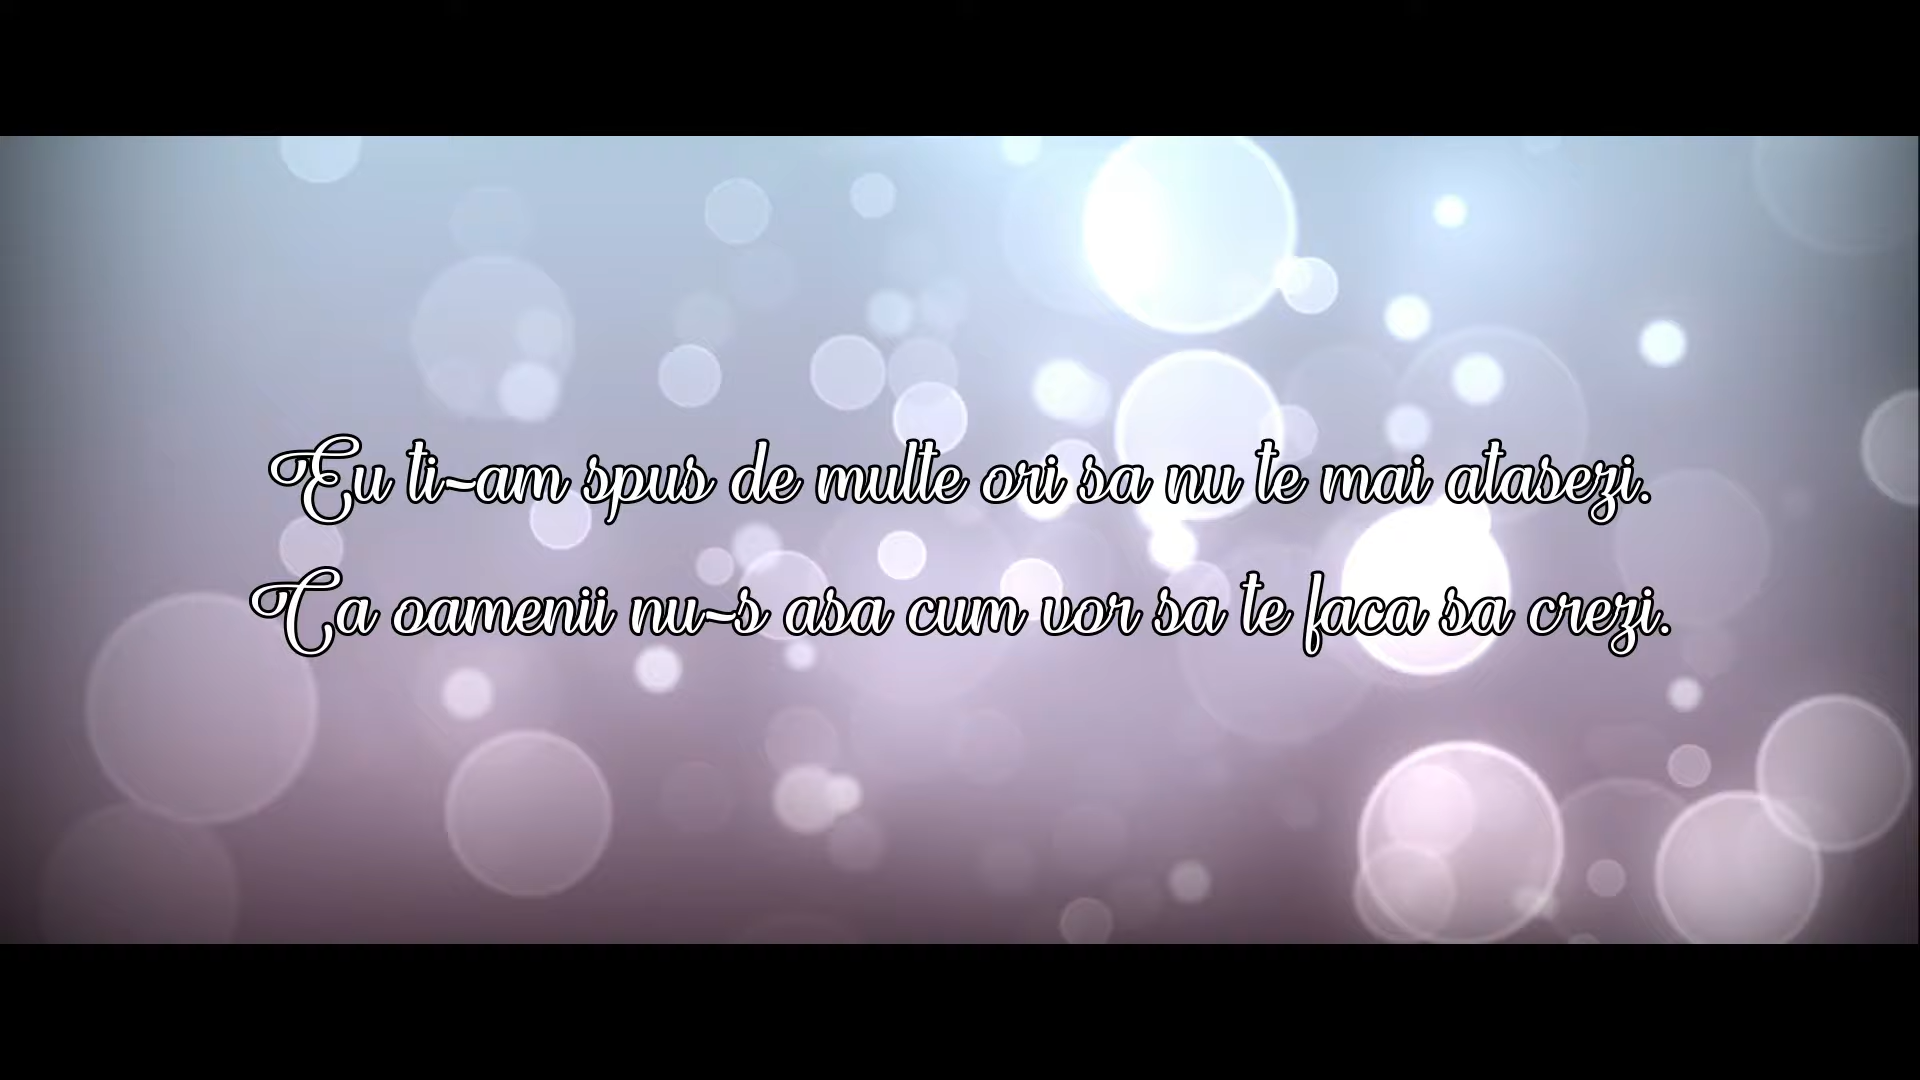 Eu ti-am spus de multe ori sa nu te mai atasezi.
Ca oamenii nu-s asa cum vor sa te faca sa crezi.